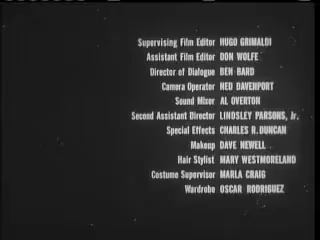 Supervising Film Editor HUGO GRIMALDI
Assistant Film Editor DON WOLFE
Director of Dialogue BEN BARD
Camera Operator NED DAVENPORT
Sound Mixer AL OVERTON
Second Assistant Director LINDSLEY PARSONS, Jr.
Special Effects CHARLES R. DUNCAN
Makeup DAVE NEWELL
Hair Stylist MARY WESTMORELAND
Costume Supervisor MARLA CRAIG
Wardrobe OSCAR RODRIGUEZ